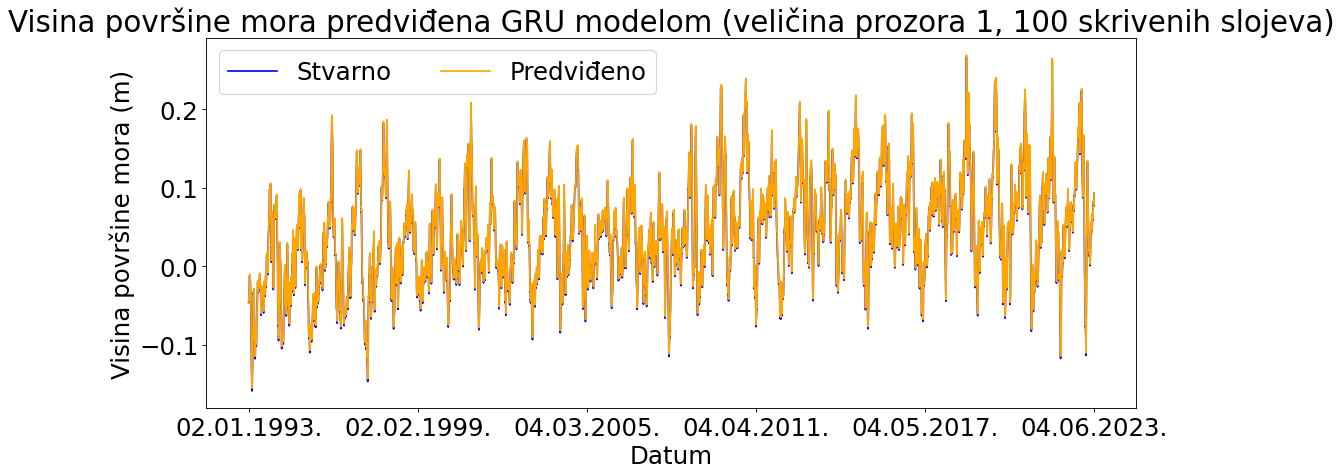 Visina površine mora predviđena GRU modelom (veličina prozora 1, 100 skrivenih slojeva)
Stvarno
Predviđeno
Visina površine mora (m)
0.2
0.1
0.0
−0.1
02.01.1993.
02.02.1999.
04.03.2005.
04.04.2011.
04.05.2017.
04.06.2023.
Datum